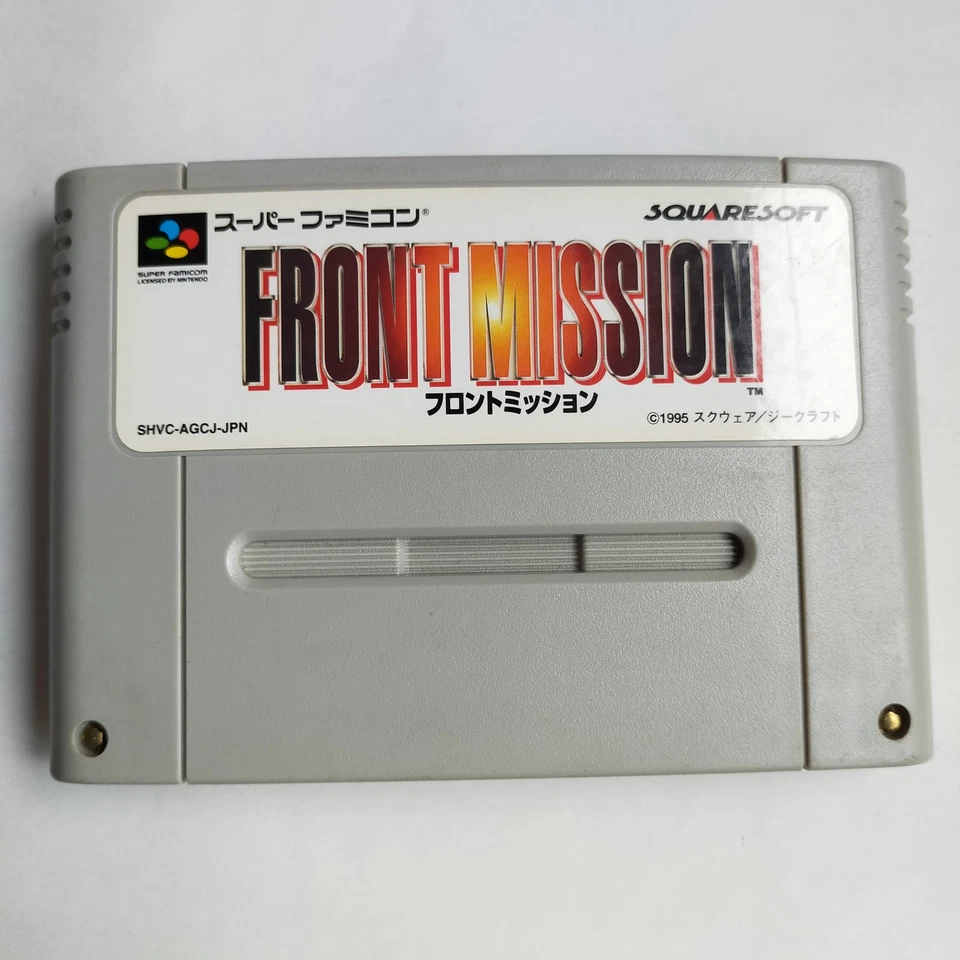 スーパーファミコン®
SQUARESOFT
SUPER FAMICOM
LICENSED BY NINTENDO
FRONT MISSION
TM
フロントミッション
SHVC-AGCJ-JPN
©1995 スクウェア/ジークラフト